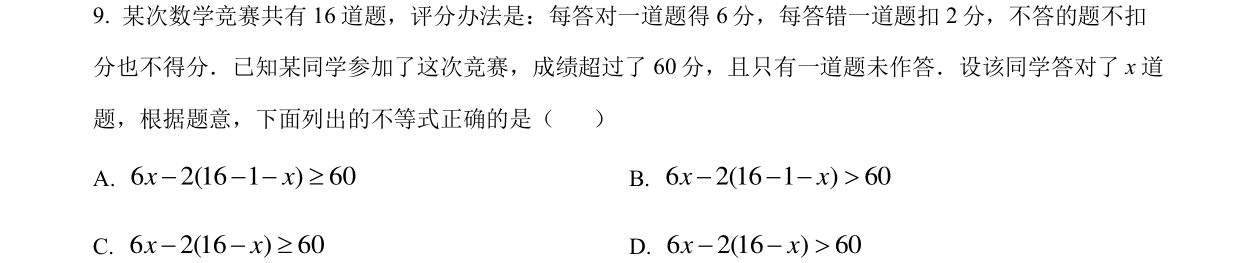 9. 某次数学竞赛共有 16 道题，评分办法是：每答对一道题得 6 分，每答错一道题扣 2 分，不答的题不扣
分也不得分．已知某同学参加了这次竞赛，成绩超过了 60 分，且只有一道题未作答．设该同学答对了 x 道
题，根据题意，下面列出的不等式正确的是（　　）
A. 6x−2(16−1−x)≥60 B. 6x−2(16−1−x)>60
C. 6x−2(16−x)≥60 D. 6x−2(16−x)>60